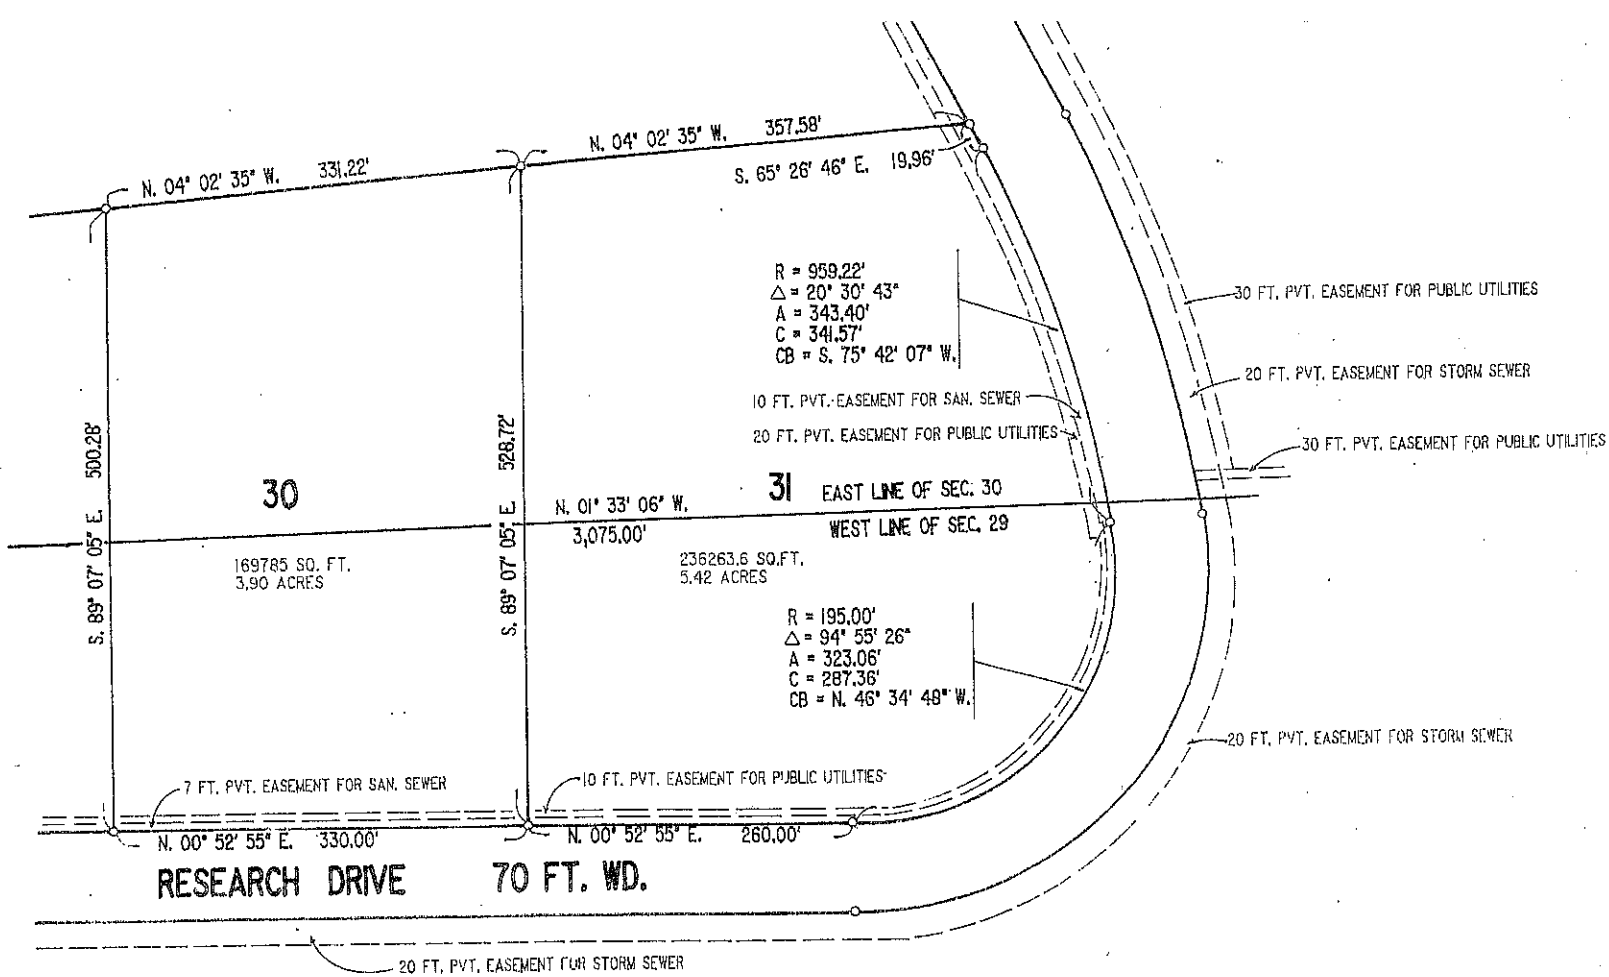 N. 04° 02' 35" W. 331.22'
N. 04° 02' 35" W. 357.58'
S. 65° 26' 46" E. 19.96'
R = 959.22'
△ = 20° 30' 43"
A = 343.40'
C = 341.57'
CB = S. 75° 42' 07" W.
30 FT. PVT. EASEMENT FOR PUBLIC UTILITIES
20 FT. PVT. EASEMENT FOR STORM SEWER
10 FT. PVT. EASEMENT FOR SAN. SEWER
20 FT. PVT. EASEMENT FOR PUBLIC UTILITIES
30 FT. PVT. EASEMENT FOR PUBLIC UTILITIES
S. 89° 07' 05" E. 500.28'
S. 89° 07' 05" E. 528.72'
30
31
EAST LINE OF SEC. 30
N. 01° 33' 06" W.
3,075.00'
WEST LINE OF SEC. 29
169785 SQ. FT.
3.90 ACRES
236263.6 SQ.FT.
5.42 ACRES
R = 195.00'
△ = 94° 55' 26"
A = 323.06'
C = 287.36'
CB = N. 46° 34' 48" W.
20 FT. PVT. EASEMENT FOR STORM SEWER
7 FT. PVT. EASEMENT FOR SAN. SEWER
10 FT. PVT. EASEMENT FOR PUBLIC UTILITIES
N. 00° 52' 55" E. 330.00'
N. 00° 52' 55" E. 260.00'
RESEARCH DRIVE 70 FT. WD.
20 FT. PVT. EASEMENT FOR STORM SEWER